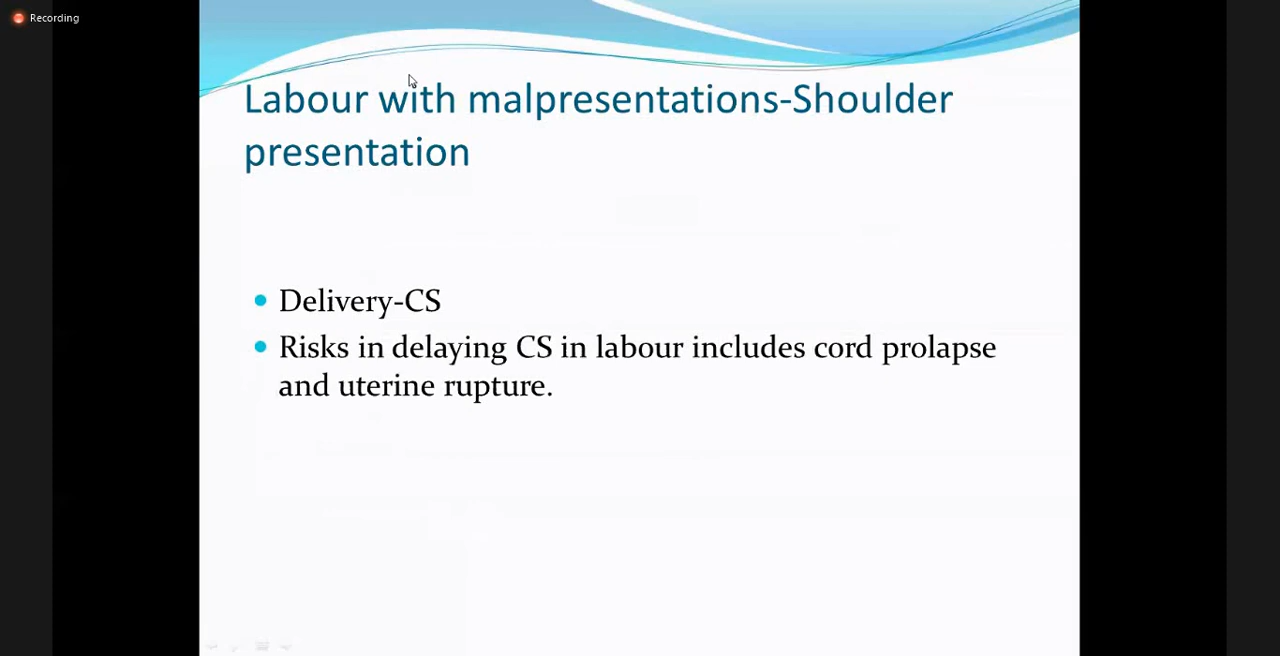 Recording
Labour with malpresentations-Shoulder
presentation
• Delivery-CS
• Risks in delaying CS in labour includes cord prolapse
and uterine rupture.